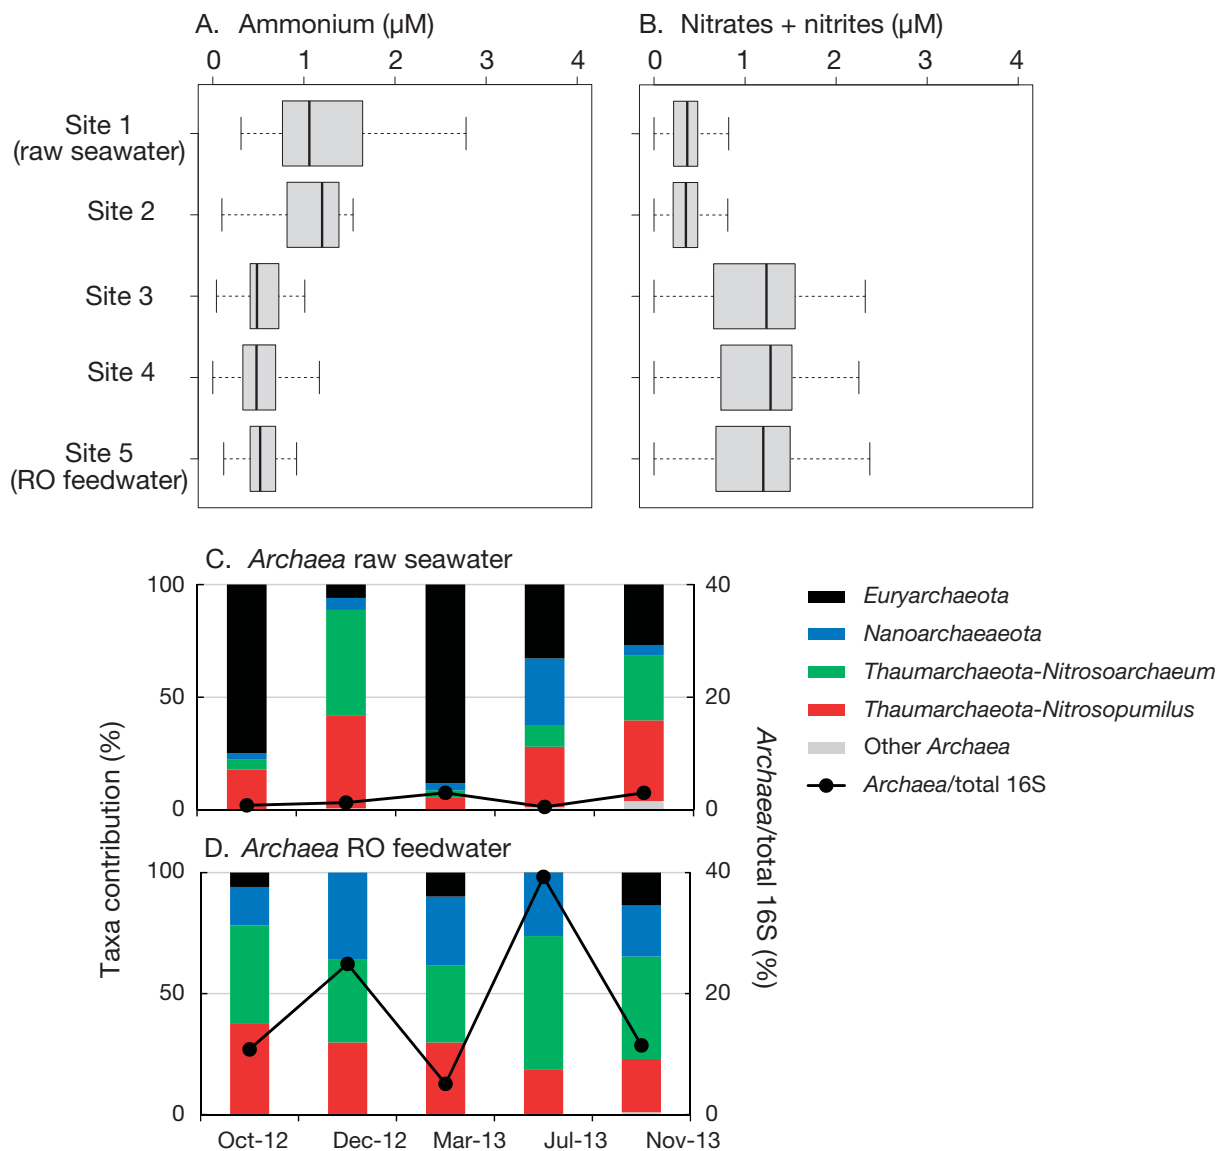 A. Ammonium (µM)
B. Nitrates + nitrites (µM)
0 1 2 3 4
0 1 2 3 4
Site 1
(raw seawater)
Site 2
Site 3
Site 4
Site 5
(RO feedwater)
C. Archaea raw seawater
100
50
0
40
20
0
Euryarchaeota
Nanoarchaeaeota
Thaumarchaeota-Nitrosoarchaeum
Thaumarchaeota-Nitrosopumilus
Other Archaea
Archaea/total 16S
Taxa contribution (%)
Archaea/total 16S (%)
D. Archaea RO feedwater
100
50
0
40
20
0
Oct-12 Dec-12 Mar-13 Jul-13 Nov-13